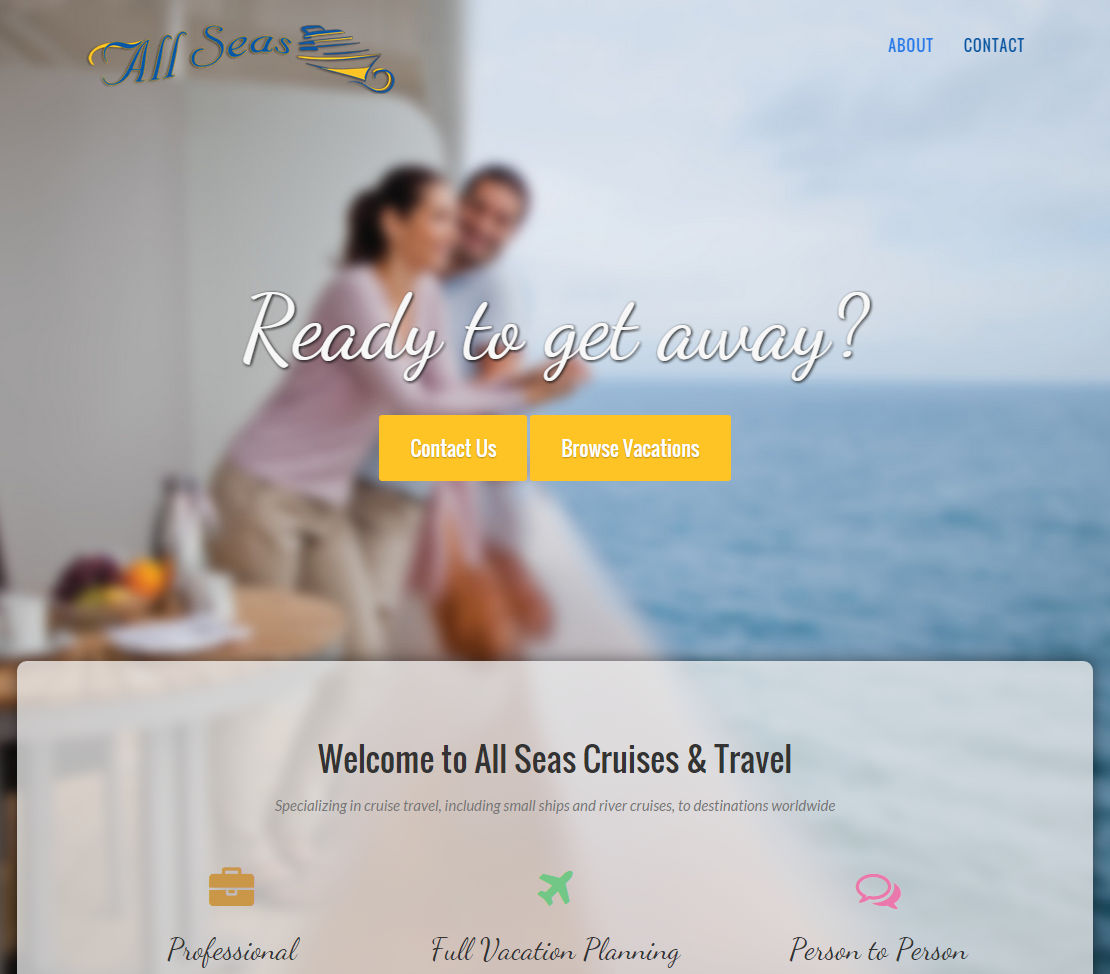 All Seas
ABOUT CONTACT
Ready to get away?
Contact Us Browse Vacations
Welcome to All Seas Cruises & Travel
Specializing in cruise travel, including small ships and river cruises, to destinations worldwide
Professional Full Vacation Planning Person to Person